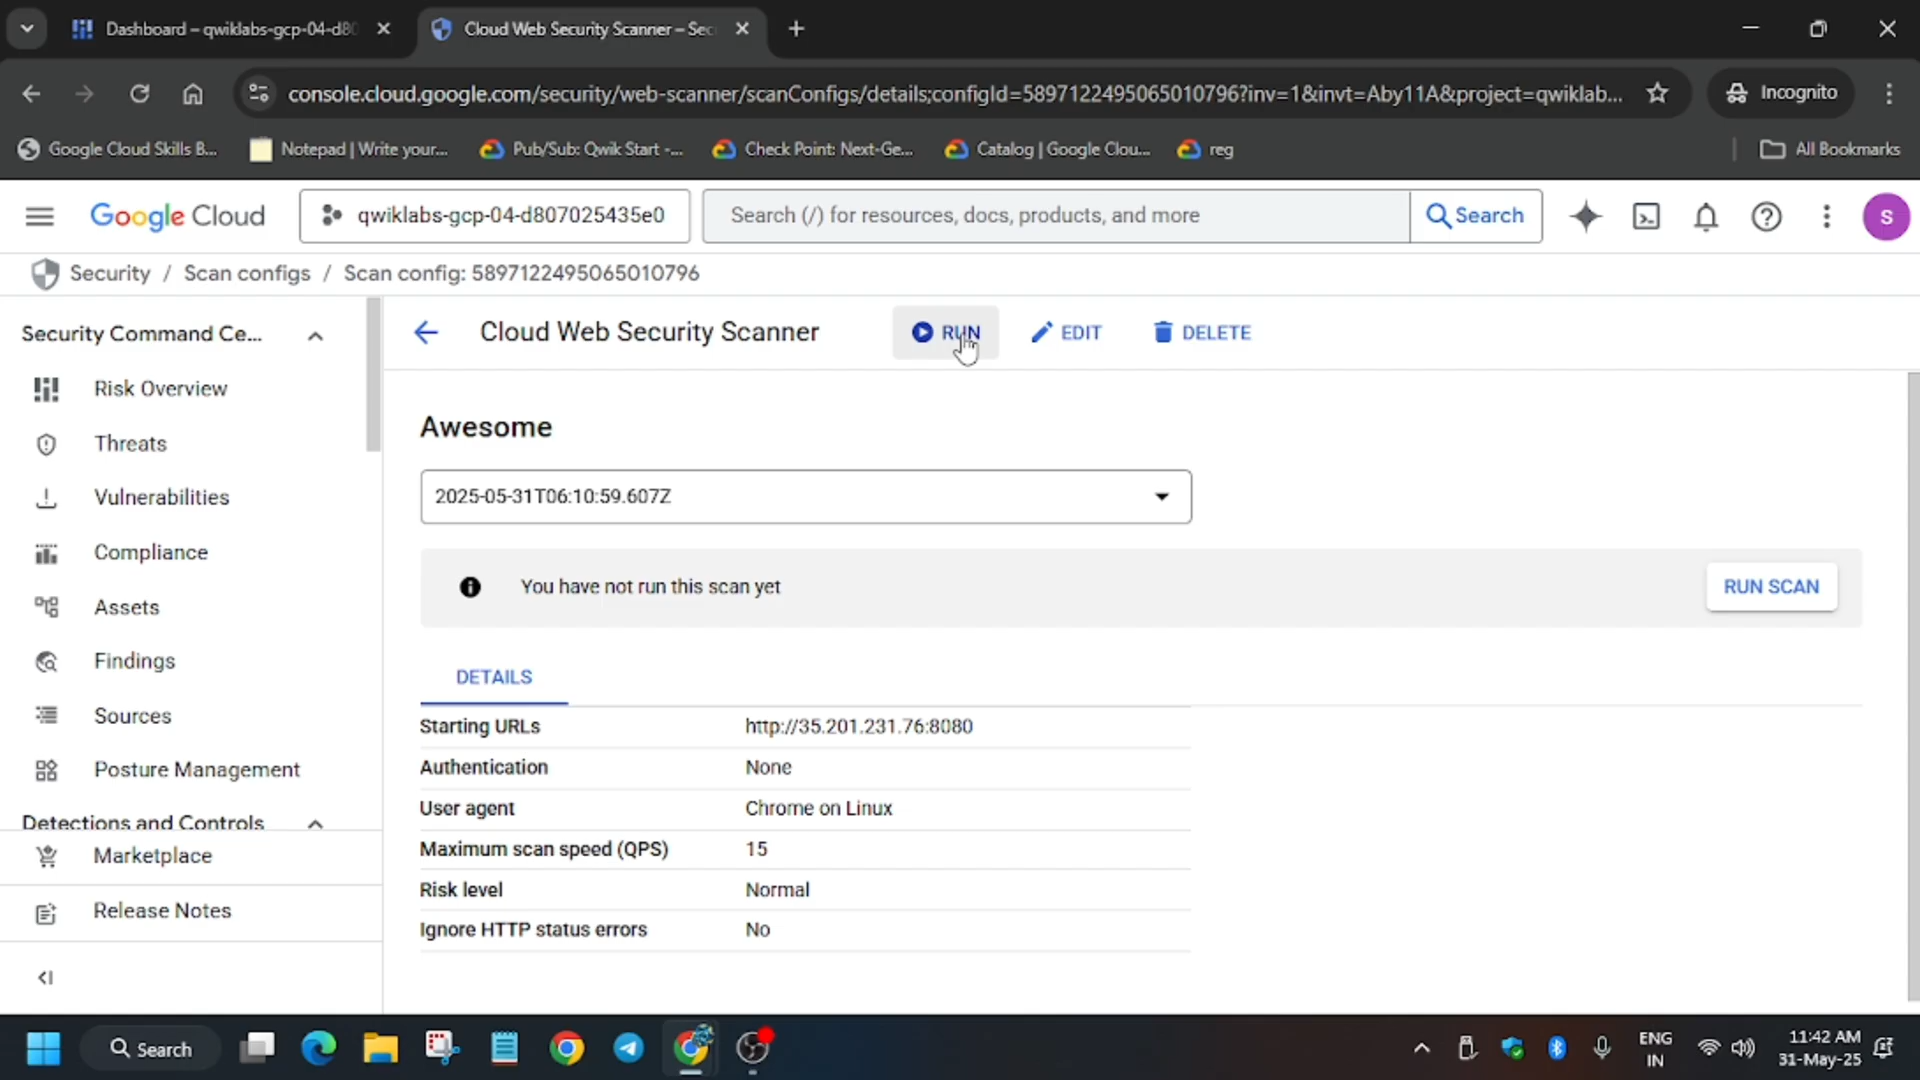 Dashboard – qwiklabs-gcp-04-d80
Cloud Web Security Scanner – Sec
console.cloud.google.com/security/web-scanner/scanConfigs/details;configId=5897122495065010796?inv=1&invt=Aby11A&project=qwiklab...
Incognito
Google Cloud Skills B...
Notepad | Write your...
Pub/Sub: Qwik Start -...
Check Point: Next-Ge...
Catalog | Google Clou...
reg
All Bookmarks
Google Cloud
qwiklabs-gcp-04-d807025435e0
Search (/) for resources, docs, products, and more
Search
S
Security / Scan configs / Scan config: 5897122495065010796
Security Command Ce...
Risk Overview
Threats
Vulnerabilities
Compliance
Assets
Findings
Sources
Posture Management
Detections and Controls
Marketplace
Release Notes
Cloud Web Security Scanner
RUN
EDIT
DELETE
Awesome
2025-05-31T06:10:59.607Z
You have not run this scan yet
RUN SCAN
DETAILS
Starting URLs http://35.201.231.76:8080
Authentication None
User agent Chrome on Linux
Maximum scan speed (QPS) 15
Risk level Normal
Ignore HTTP status errors No
Search
ENG
IN
11:42 AM
31-May-25